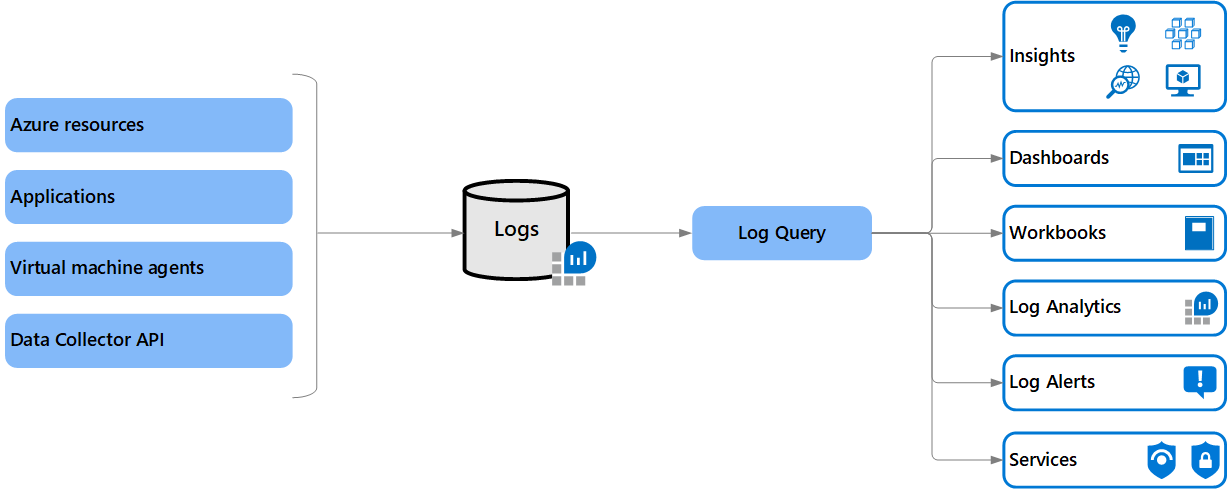 Azure resources
Applications
Virtual machine agents
Data Collector API
Logs
Log Query
Insights
Dashboards
Workbooks
Log Analytics
Log Alerts
Services